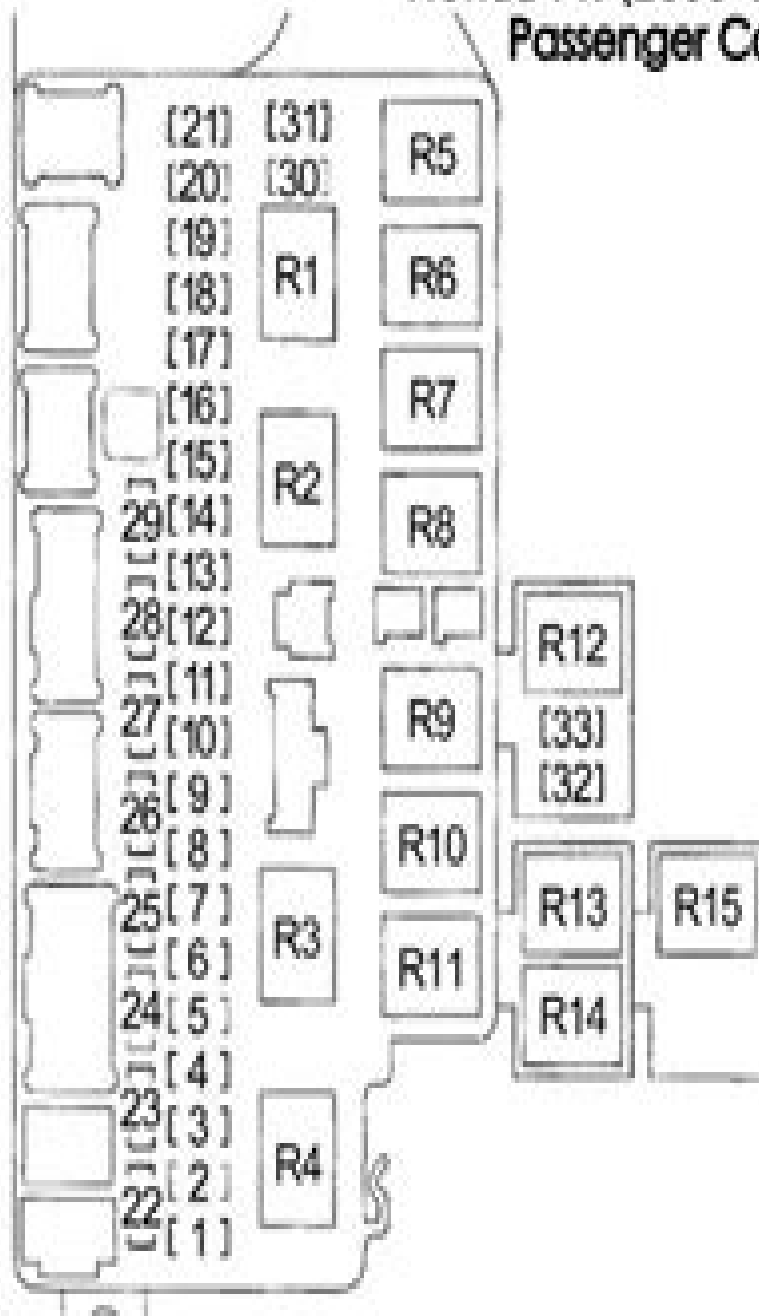 Passenger
[21] [31]
[20] [30]
R5
[19]
R1
R6
[18]
[17]
[16]
R7
[15]
R2
29 [14]
R8
[13]
28 [12]
R12
[11]
27 [10]
R9
[33]
[32]
[9]
26
[8]
R10
25 [7]
R3
R13
R15
[6]
R11
24 [5]
R14
[4]
23 [3]
R4
[2]
22
[1]